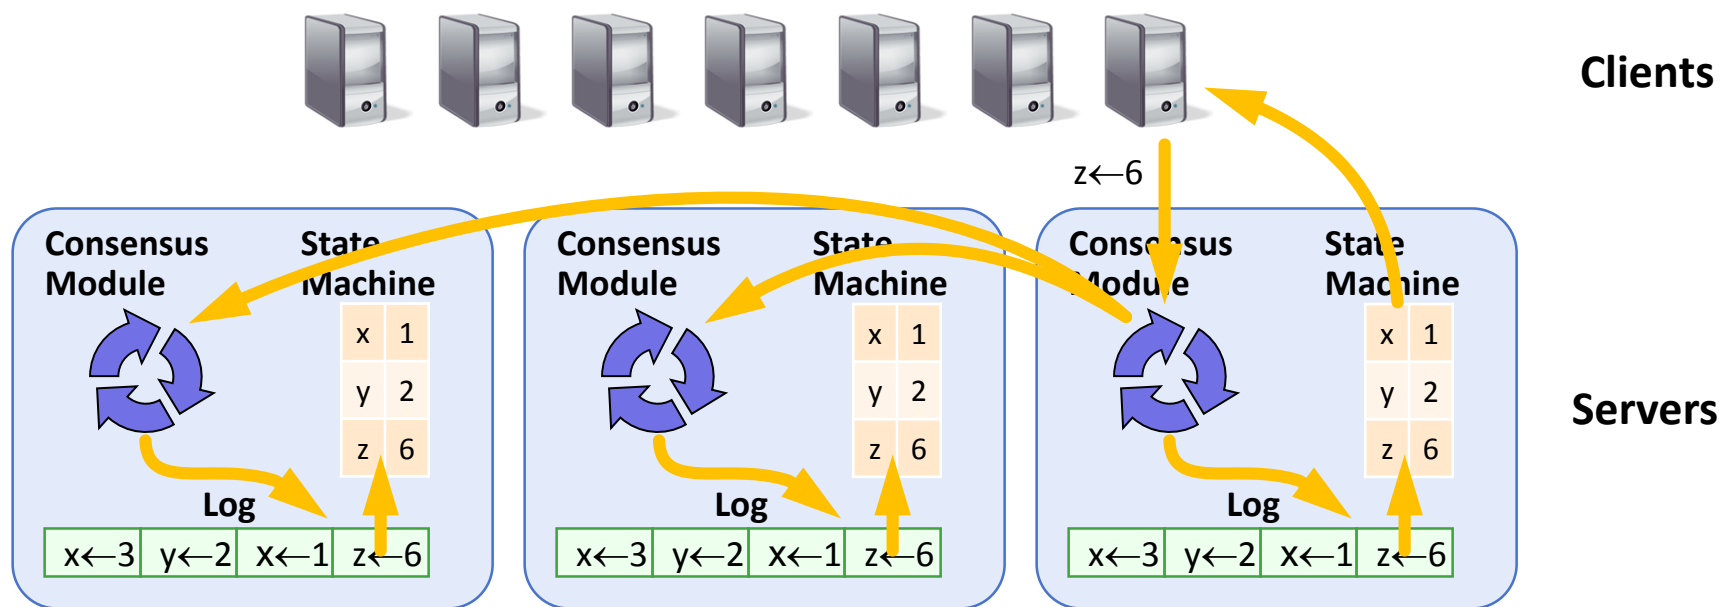 Clients
z←6
Consensus Module
State Machine
x 1
y 2
z 6
Log
x←3 y←2 x←1 z←6
Consensus Module
State Machine
x 1
y 2
z 6
Log
x←3 y←2 x←1 z←6
Consensus Module
State Machine
x 1
y 2
z 6
Log
x←3 y←2 x←1 z←6
Servers